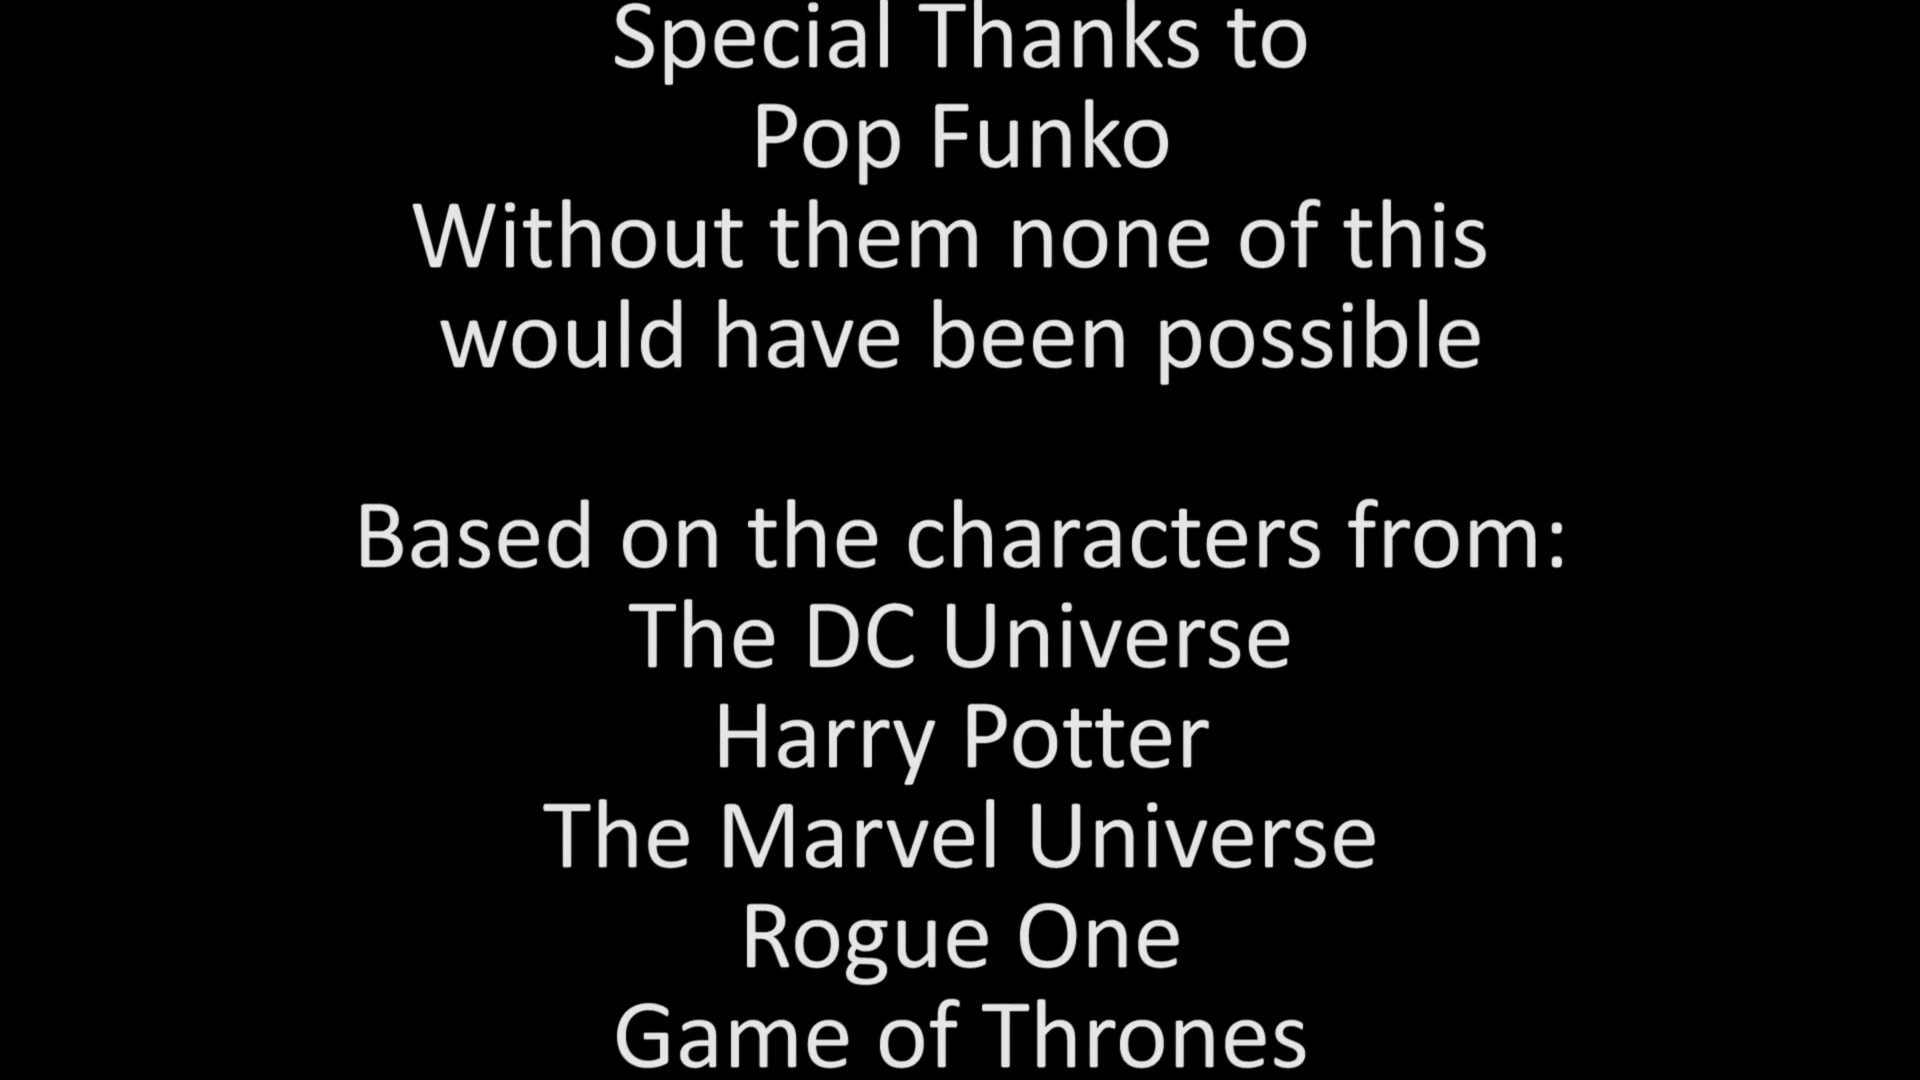 Special Thanks to
Pop Funko
Without them none of this
would have been possible
Based on the characters from:
The DC Universe
Harry Potter
The Marvel Universe
Rogue One
Game of Thrones